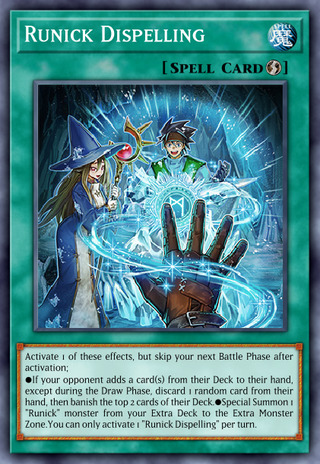 Runick Dispelling
魔
[Spell Card]
Activate 1 of these effects, but skip your next Battle Phase after
activation;
●If your opponent adds a card(s) from their Deck to their hand,
except during the Draw Phase, discard 1 random card from their
hand, then banish the top 2 cards of their Deck.●Special Summon 1
"Runick" monster from your Extra Deck to the Extra Monster
Zone.You can only activate 1 "Runick Dispelling" per turn.